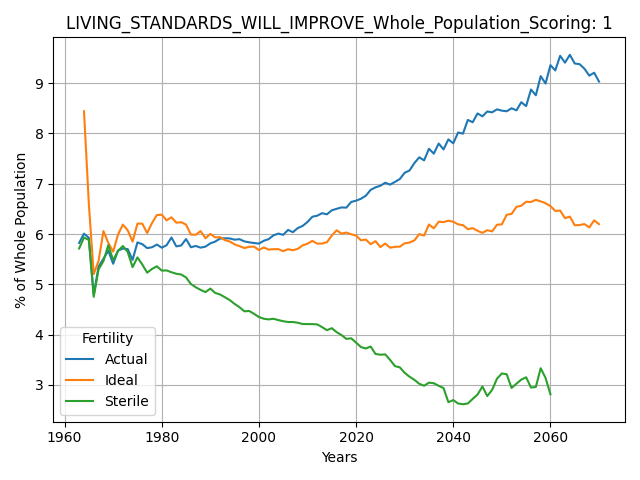 LIVING_STANDARDS_WILL_IMPROVE_Whole_Population_Scoring: 1
% of Whole Population
9
8
7
6
5
4
3
Fertility
Actual
Ideal
Sterile
1960
1980
2000
2020
2040
2060
Years